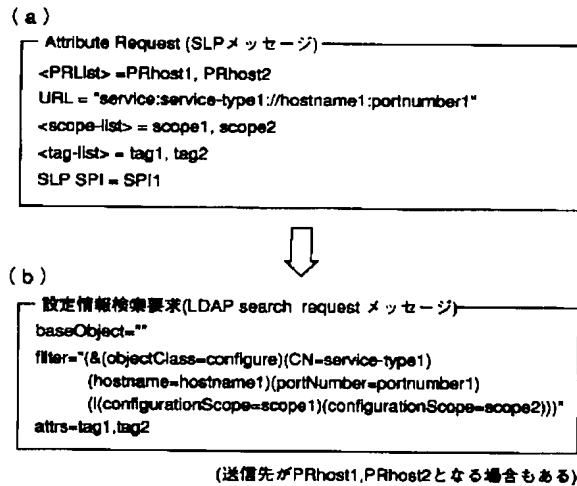 (a)
Attribute Request (SLPメッセージ)
<PRList> =PRhost1, PRhost2
URL = "service:service-type1://hostname1:portnumber1"
<scope-list> = scope1, scope2
<tag-list> = tag1, tag2
SLP SPI = SPI1
(b)
設定情報検索要求(LDAP search request メッセージ)
baseObject=""
filter="(&(objectClass=configure)(CN=service-type1)
(hostname=hostname1)(portNumber=portnumber1)
(|(configurationScope=scope1)(configurationScope=scope2)))"
attrs=tag1,tag2
(送信先がPRhost1,PRhost2となる場合もある)